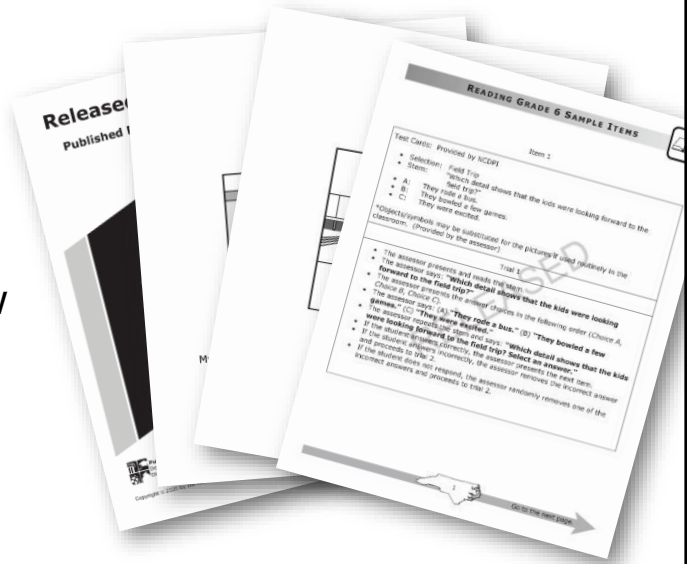 Released
Published
READING GRADE 6 SAMPLE ITEMS
Item 1
Test Cards: Provided by NCDPI
• Selection: Field Trip
• Stem: "Which detail shows that the kids were looking forward to the
field trip?"
• A: They rode a bus.
• B: They bowled a few games.
• C: They were excited.
*Objects/symbols may be substituted for the pictures if used routinely in the
classroom. (Provided by the assessor)
Trial 1
• The assessor presents and reads the stem.
• The assessor says: "Which detail shows that the kids were looking
forward to the field trip?"
• The assessor presents the answer choices in the following order (Choice A,
Choice B, Choice C).
• The assessor says: (A) "They rode a bus." (B) "They bowled a few
games." (C) "They were excited."
• The assessor repeats the stem and says: "Which detail shows that the kids
were looking forward to the field trip? Select an answer."
• If the student answers correctly, the assessor presents the next item.
• If the student answers incorrectly, the assessor removes the incorrect answer
and proceeds to trial 2.
• If the student does not respond, the assessor randomly removes one of the
incorrect answers and proceeds to trial 2.
RELEASED
1
Go to the next page.